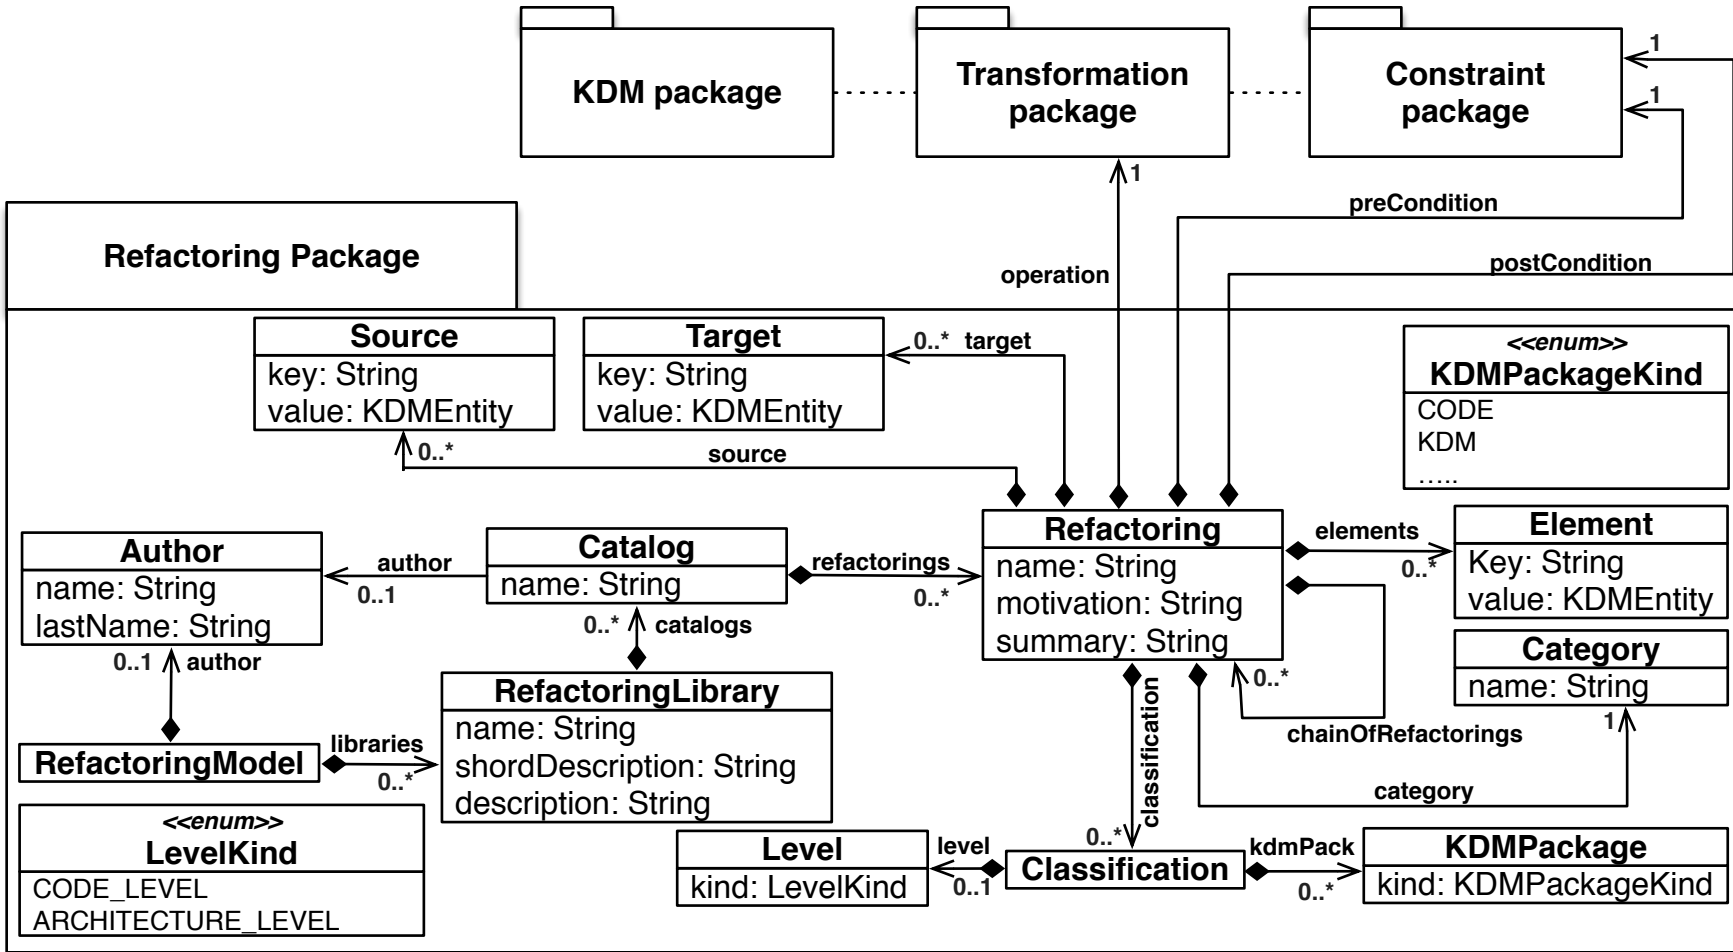 KDM package
Transformation
package
Constraint
package
1
1
1
preCondition
postCondition
operation
Refactoring Package
Source
key: String
value: KDMEntity
0..*
source
Target
key: String
value: KDMEntity
0..* target
<<enum>>
KDMPackageKind
CODE
KDM
.....
Author
name: String
lastName: String
author
0..1
Catalog
name: String
refactorings
0..*
Refactoring
name: String
motivation: String
summary: String
elements
0..*
Element
Key: String
value: KDMEntity
0..1 author
0..* catalogs
RefactoringLibrary
name: String
shordDescription: String
description: String
RefactoringModel
libraries
0..*
classification
0..*
0..*
chainOfRefactorings
Category
name: String
1
category
<<enum>>
LevelKind
CODE_LEVEL
ARCHITECTURE_LEVEL
Level
kind: LevelKind
level
0..1
Classification
kdmPack
0..*
KDMPackage
kind: KDMPackageKind